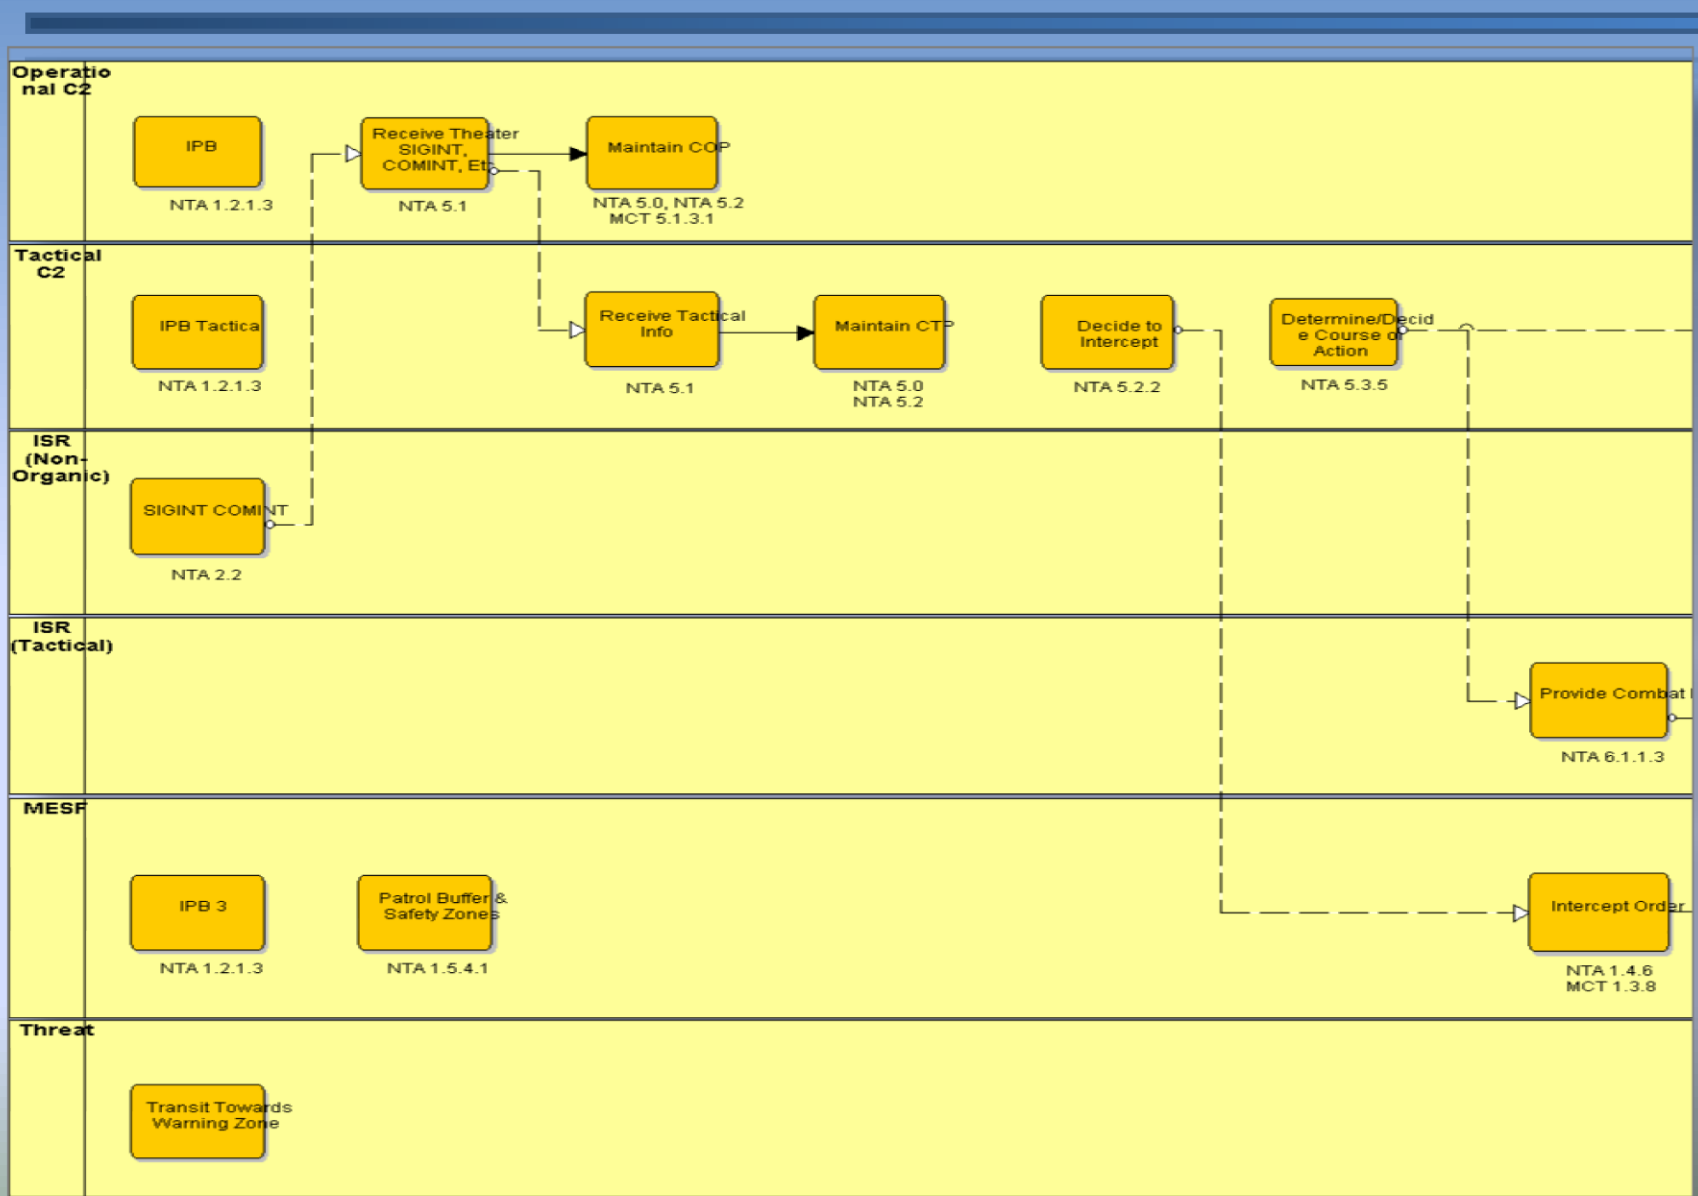 Operatio
nal C2
IPB
NTA 1.2.1.3
Receive Theater
SIGINT,
COMINT, Etc
NTA 5.1
Maintain COP
NTA 5.0, NTA 5.2
MCT 5.1.3.1
Tactical
C2
IPB Tactica
NTA 1.2.1.3
Receive Tactical
Info
NTA 5.1
Maintain CTP
NTA 5.0
NTA 5.2
Decide to
Intercept
NTA 5.2.2
Determine/Decid
e Course of
Action
NTA 5.3.5
ISR
(Non-
Organic)
SIGINT COMINT
NTA 2.2
ISR
(Tactical)
Provide Combat
NTA 6.1.1.3
MESF
IPB 3
NTA 1.2.1.3
Patrol Buffer &
Safety Zones
NTA 1.5.4.1
Intercept Order
NTA 1.4.6
MCT 1.3.8
Threat
Transit Towards
Warning Zone